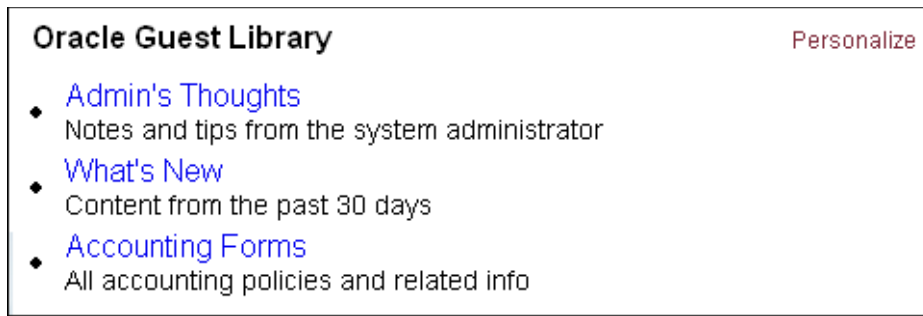 Oracle Guest Library Personalize
Admin's Thoughts
Notes and tips from the system administrator
What's New
Content from the past 30 days
Accounting Forms
All accounting policies and related info